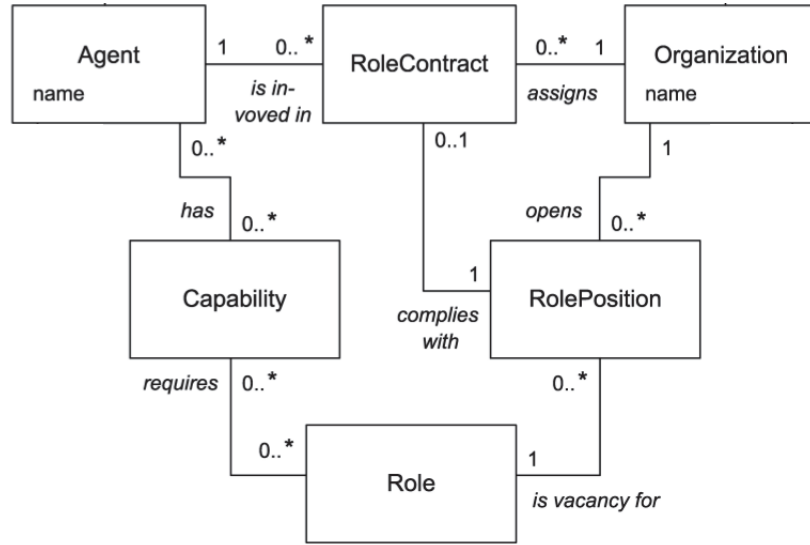 Agent
name
1
0..*
is in-
voved in
RoleContract
0..*
1
assigns
Organization
name
0..*
has
0..*
0..1
1
complies
with
1
opens
0..*
Capability
RolePosition
requires
0..*
0..*
0..*
Role
1
is vacancy for